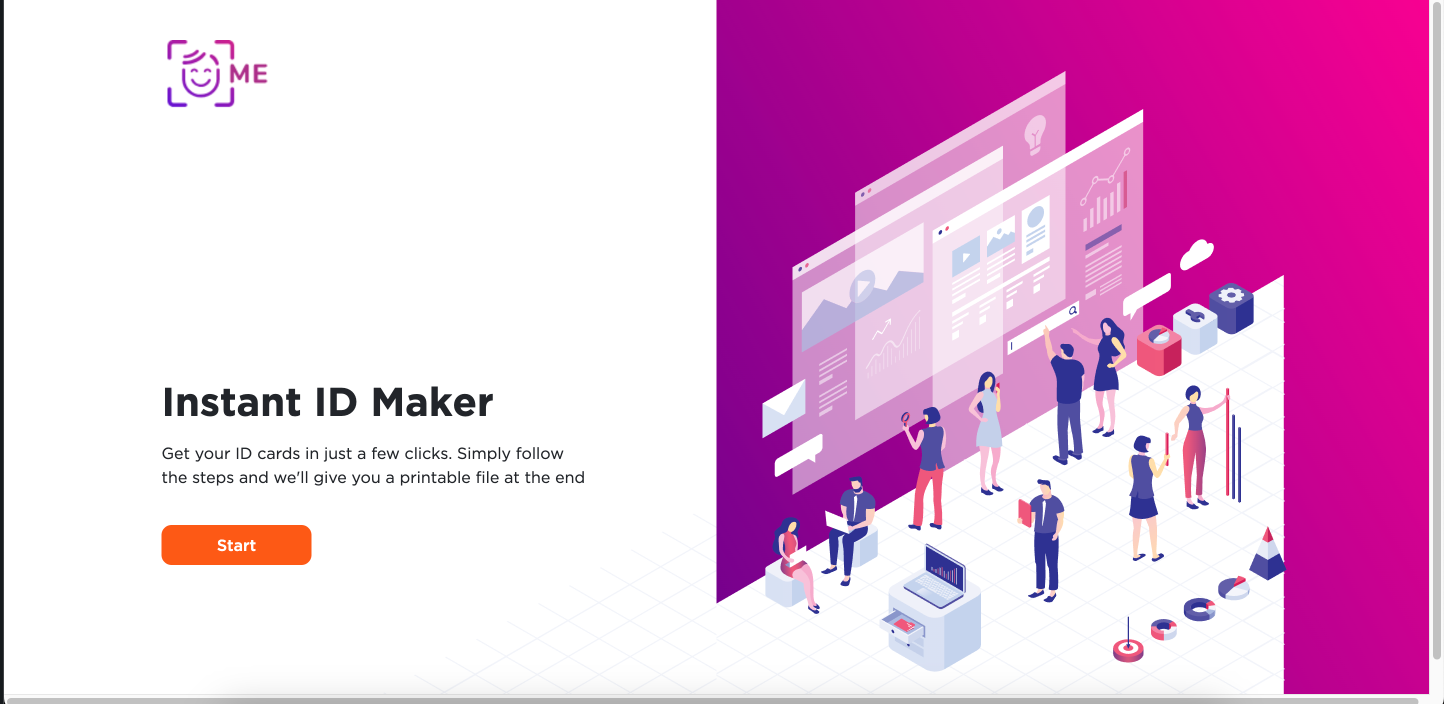 ME
Instant ID Maker
Get your ID cards in just a few clicks. Simply follow
the steps and we'll give you a printable file at the end
Start